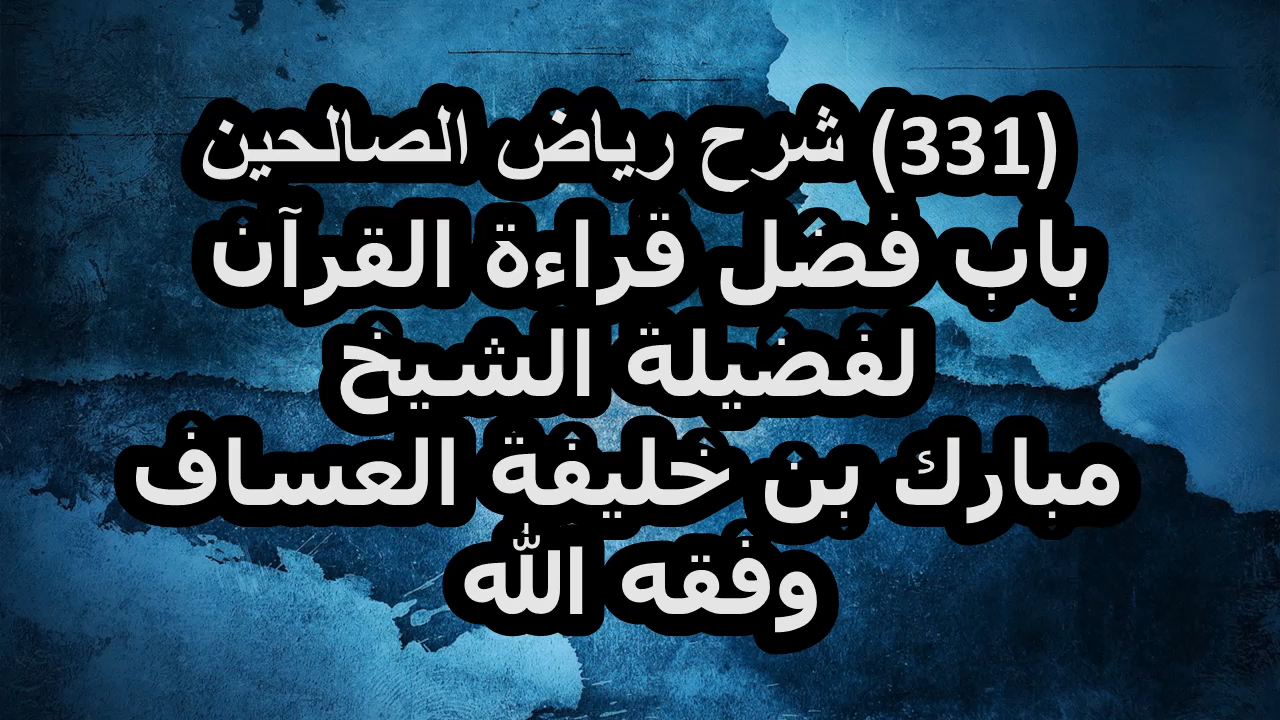 (331) شرح رياض الصالحين
باب فضل قراءة القرآن
لفضيلة الشيخ
مبارك بن خليفة العساف
وفقه الله